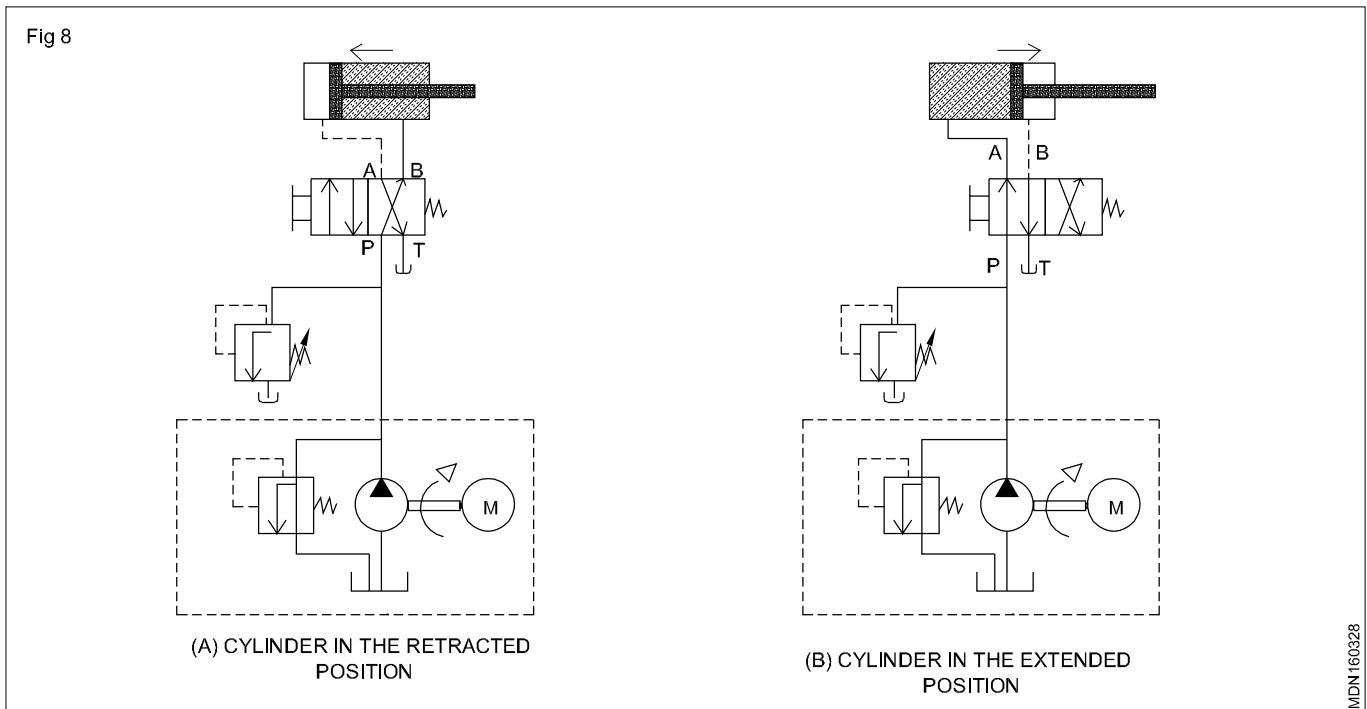 Fig 8
A B
P T
M
(A) CYLINDER IN THE RETRACTED
POSITION
A B
P T
M
(B) CYLINDER IN THE EXTENDED
POSITION
MDN160328